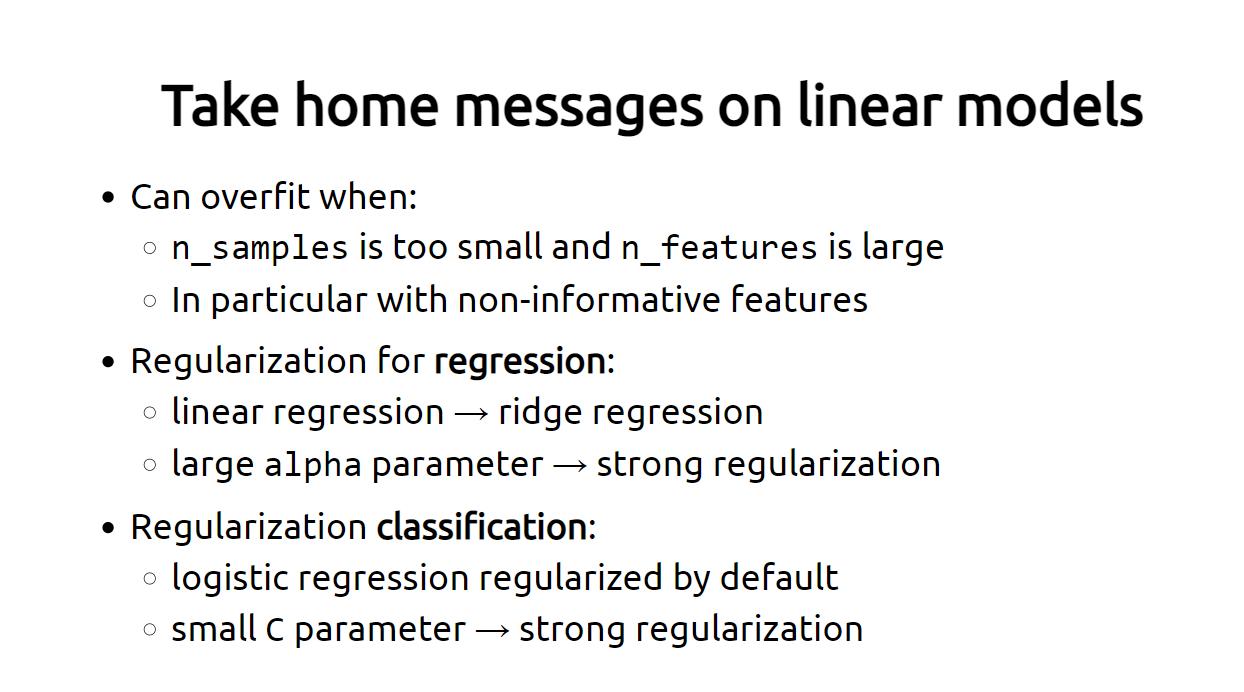 Take home messages on linear models
• Can overfit when:
○ n_samples is too small and n_features is large
○ In particular with non-informative features
• Regularization for regression:
○ linear regression → ridge regression
○ large alpha parameter → strong regularization
• Regularization classification:
○ logistic regression regularized by default
○ small C parameter → strong regularization